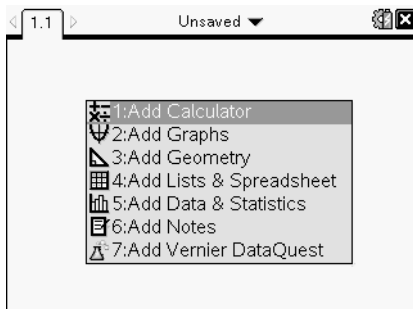 1.1 Unsaved
1:Add Calculator
2:Add Graphs
3:Add Geometry
4:Add Lists & Spreadsheet
5:Add Data & Statistics
6:Add Notes
7:Add Vernier DataQuest